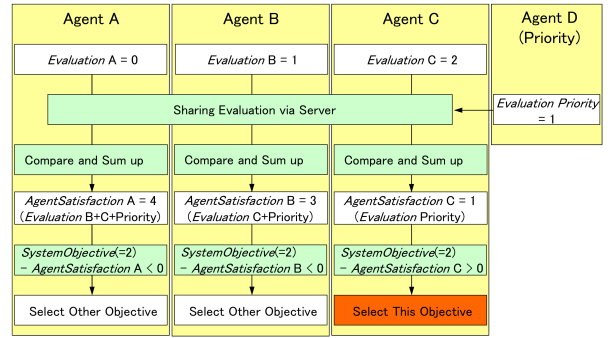 Agent A
Agent B
Agent C
Agent D
(Priority)
Evaluation A = 0
Evaluation B = 1
Evaluation C = 2
Evaluation Priority
= 1
Sharing Evaluation via Server
Compare and Sum up
Compare and Sum up
Compare and Sum up
AgentSatisfaction A = 4
(Evaluation B+C+Priority)
AgentSatisfaction B = 3
(Evaluation C+Priority)
AgentSatisfaction C = 1
(Evaluation Priority)
SystemObjective(=2)
- AgentSatisfaction A < 0
SystemObjective(=2)
- AgentSatisfaction B < 0
SystemObjective(=2)
- AgentSatisfaction C > 0
Select Other Objective
Select Other Objective
Select This Objective